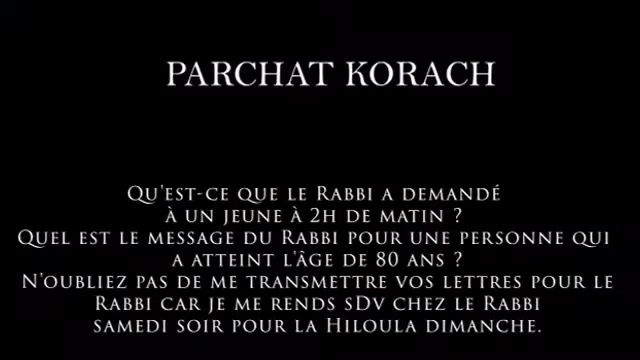 PARCHAT KORACH
Qu'est-ce que le Rabbi a demandé
à un jeune à 2h de matin ?
Quel est le message du Rabbi pour une personne qui
a atteint l'âge de 80 ans ?
N'oubliez pas de me transmettre vos lettres pour le
Rabbi car je me rends sDv chez le Rabbi
samedi soir pour la Hiloula dimanche.